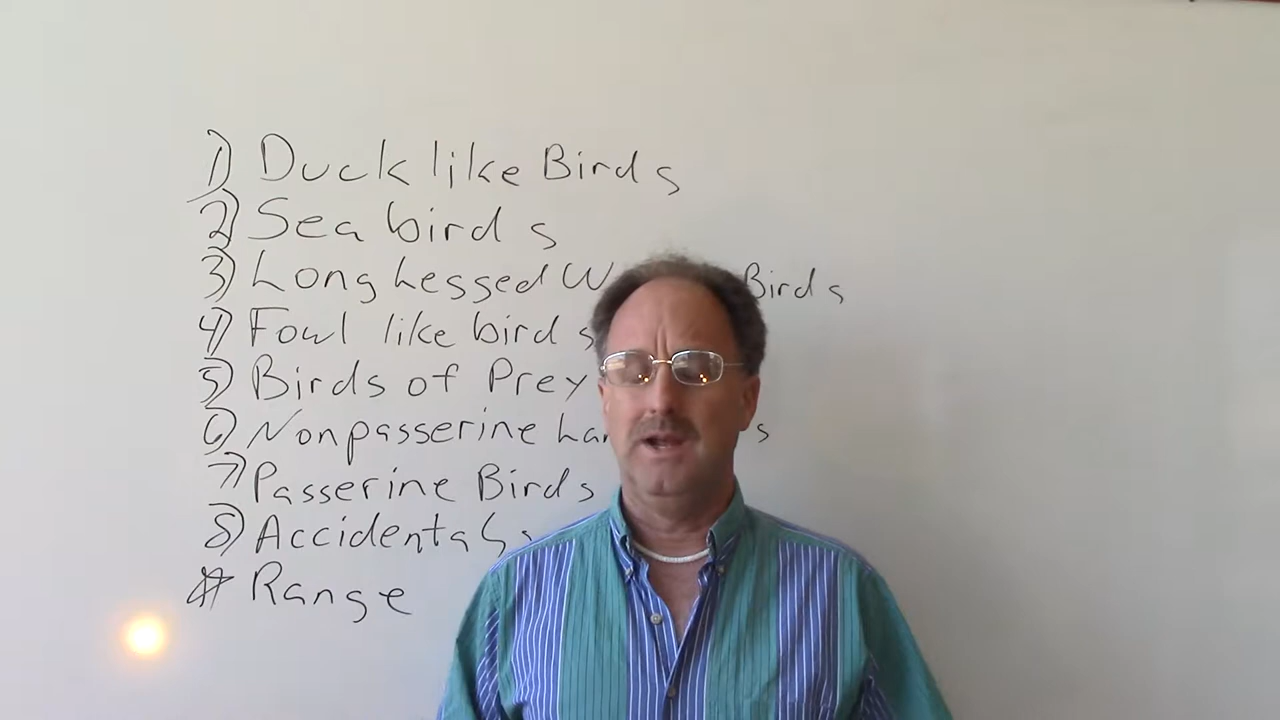 1) Duck like Birds
2) Sea birds
3) Long Legged Birds
4) Fowl like birds
5) Birds of Prey
6) Nonpasserine
7) Passerine Birds
8) Accidentals
* Range